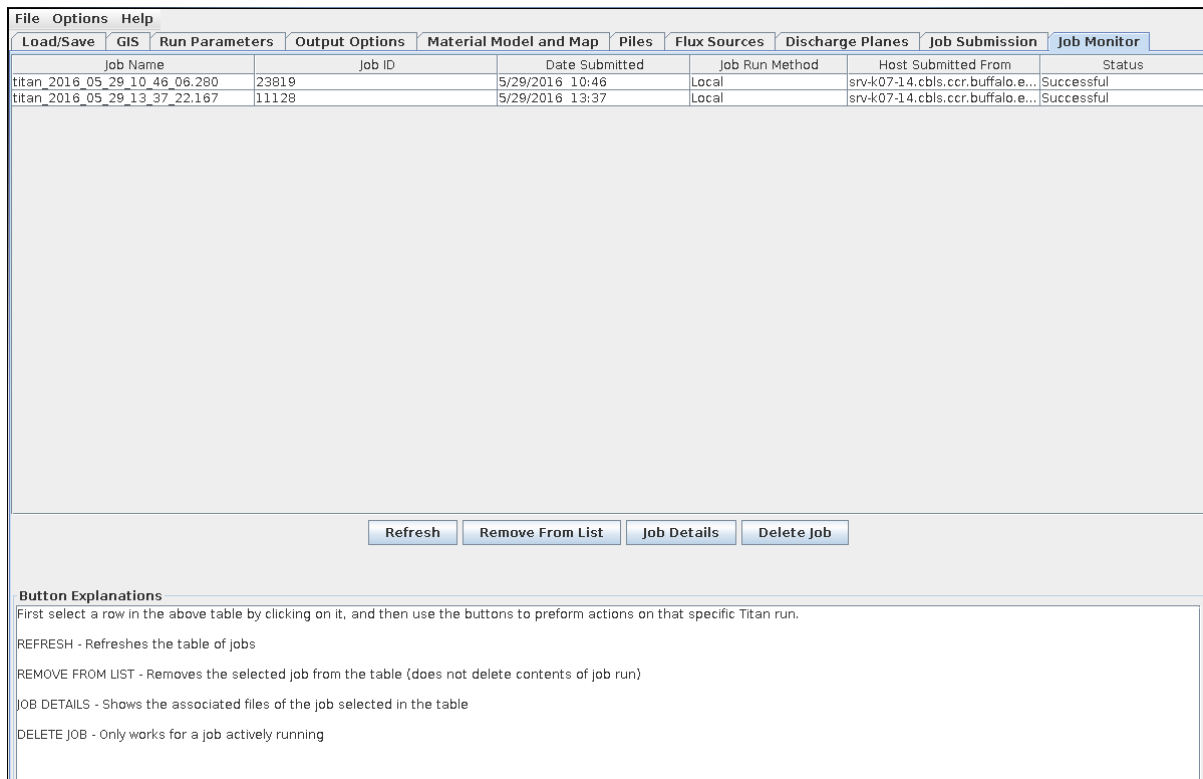 File Options Help
Load/Save GIS Run Parameters Output Options Material Model and Map Piles Flux Sources Discharge Planes Job Submission Job Monitor
Job Name Job ID Date Submitted Job Run Method Host Submitted From Status
titan_2016_05_29_10_46_06.280 23819 5/29/2016 10:46 Local srv-k07-14.cbls.ccr.buffalo.e... Successful
titan_2016_05_29_13_37_22.167 11128 5/29/2016 13:37 Local srv-k07-14.cbls.ccr.buffalo.e... Successful
Refresh Remove From List Job Details Delete Job
Button Explanations
First select a row in the above table by clicking on it, and then use the buttons to preform actions on that specific Titan run.
REFRESH - Refreshes the table of jobs
REMOVE FROM LIST - Removes the selected job from the table (does not delete contents of job run)
JOB DETAILS - Shows the associated files of the job selected in the table
DELETE JOB - Only works for a job actively running